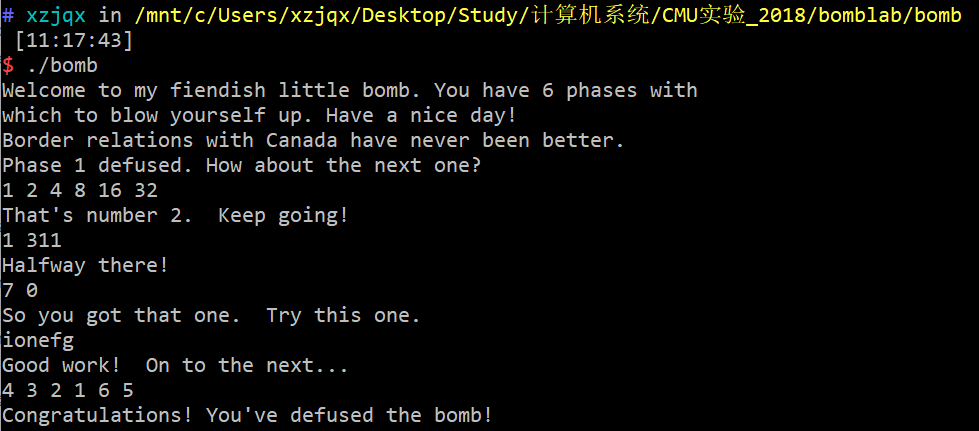 # xzjqx in /mnt/c/Users/xzjqx/Desktop/Study/计算机系统/CMU实验_2018/bomblab/bomb
[11:17:43]
$ ./bomb
Welcome to my fiendish little bomb. You have 6 phases with
which to blow yourself up. Have a nice day!
Border relations with Canada have never been better.
Phase 1 defused. How about the next one?
1 2 4 8 16 32
That's number 2.  Keep going!
1 311
Halfway there!
7 0
So you got that one.  Try this one.
ionefg
Good work!  On to the next...
4 3 2 1 6 5
Congratulations! You've defused the bomb!